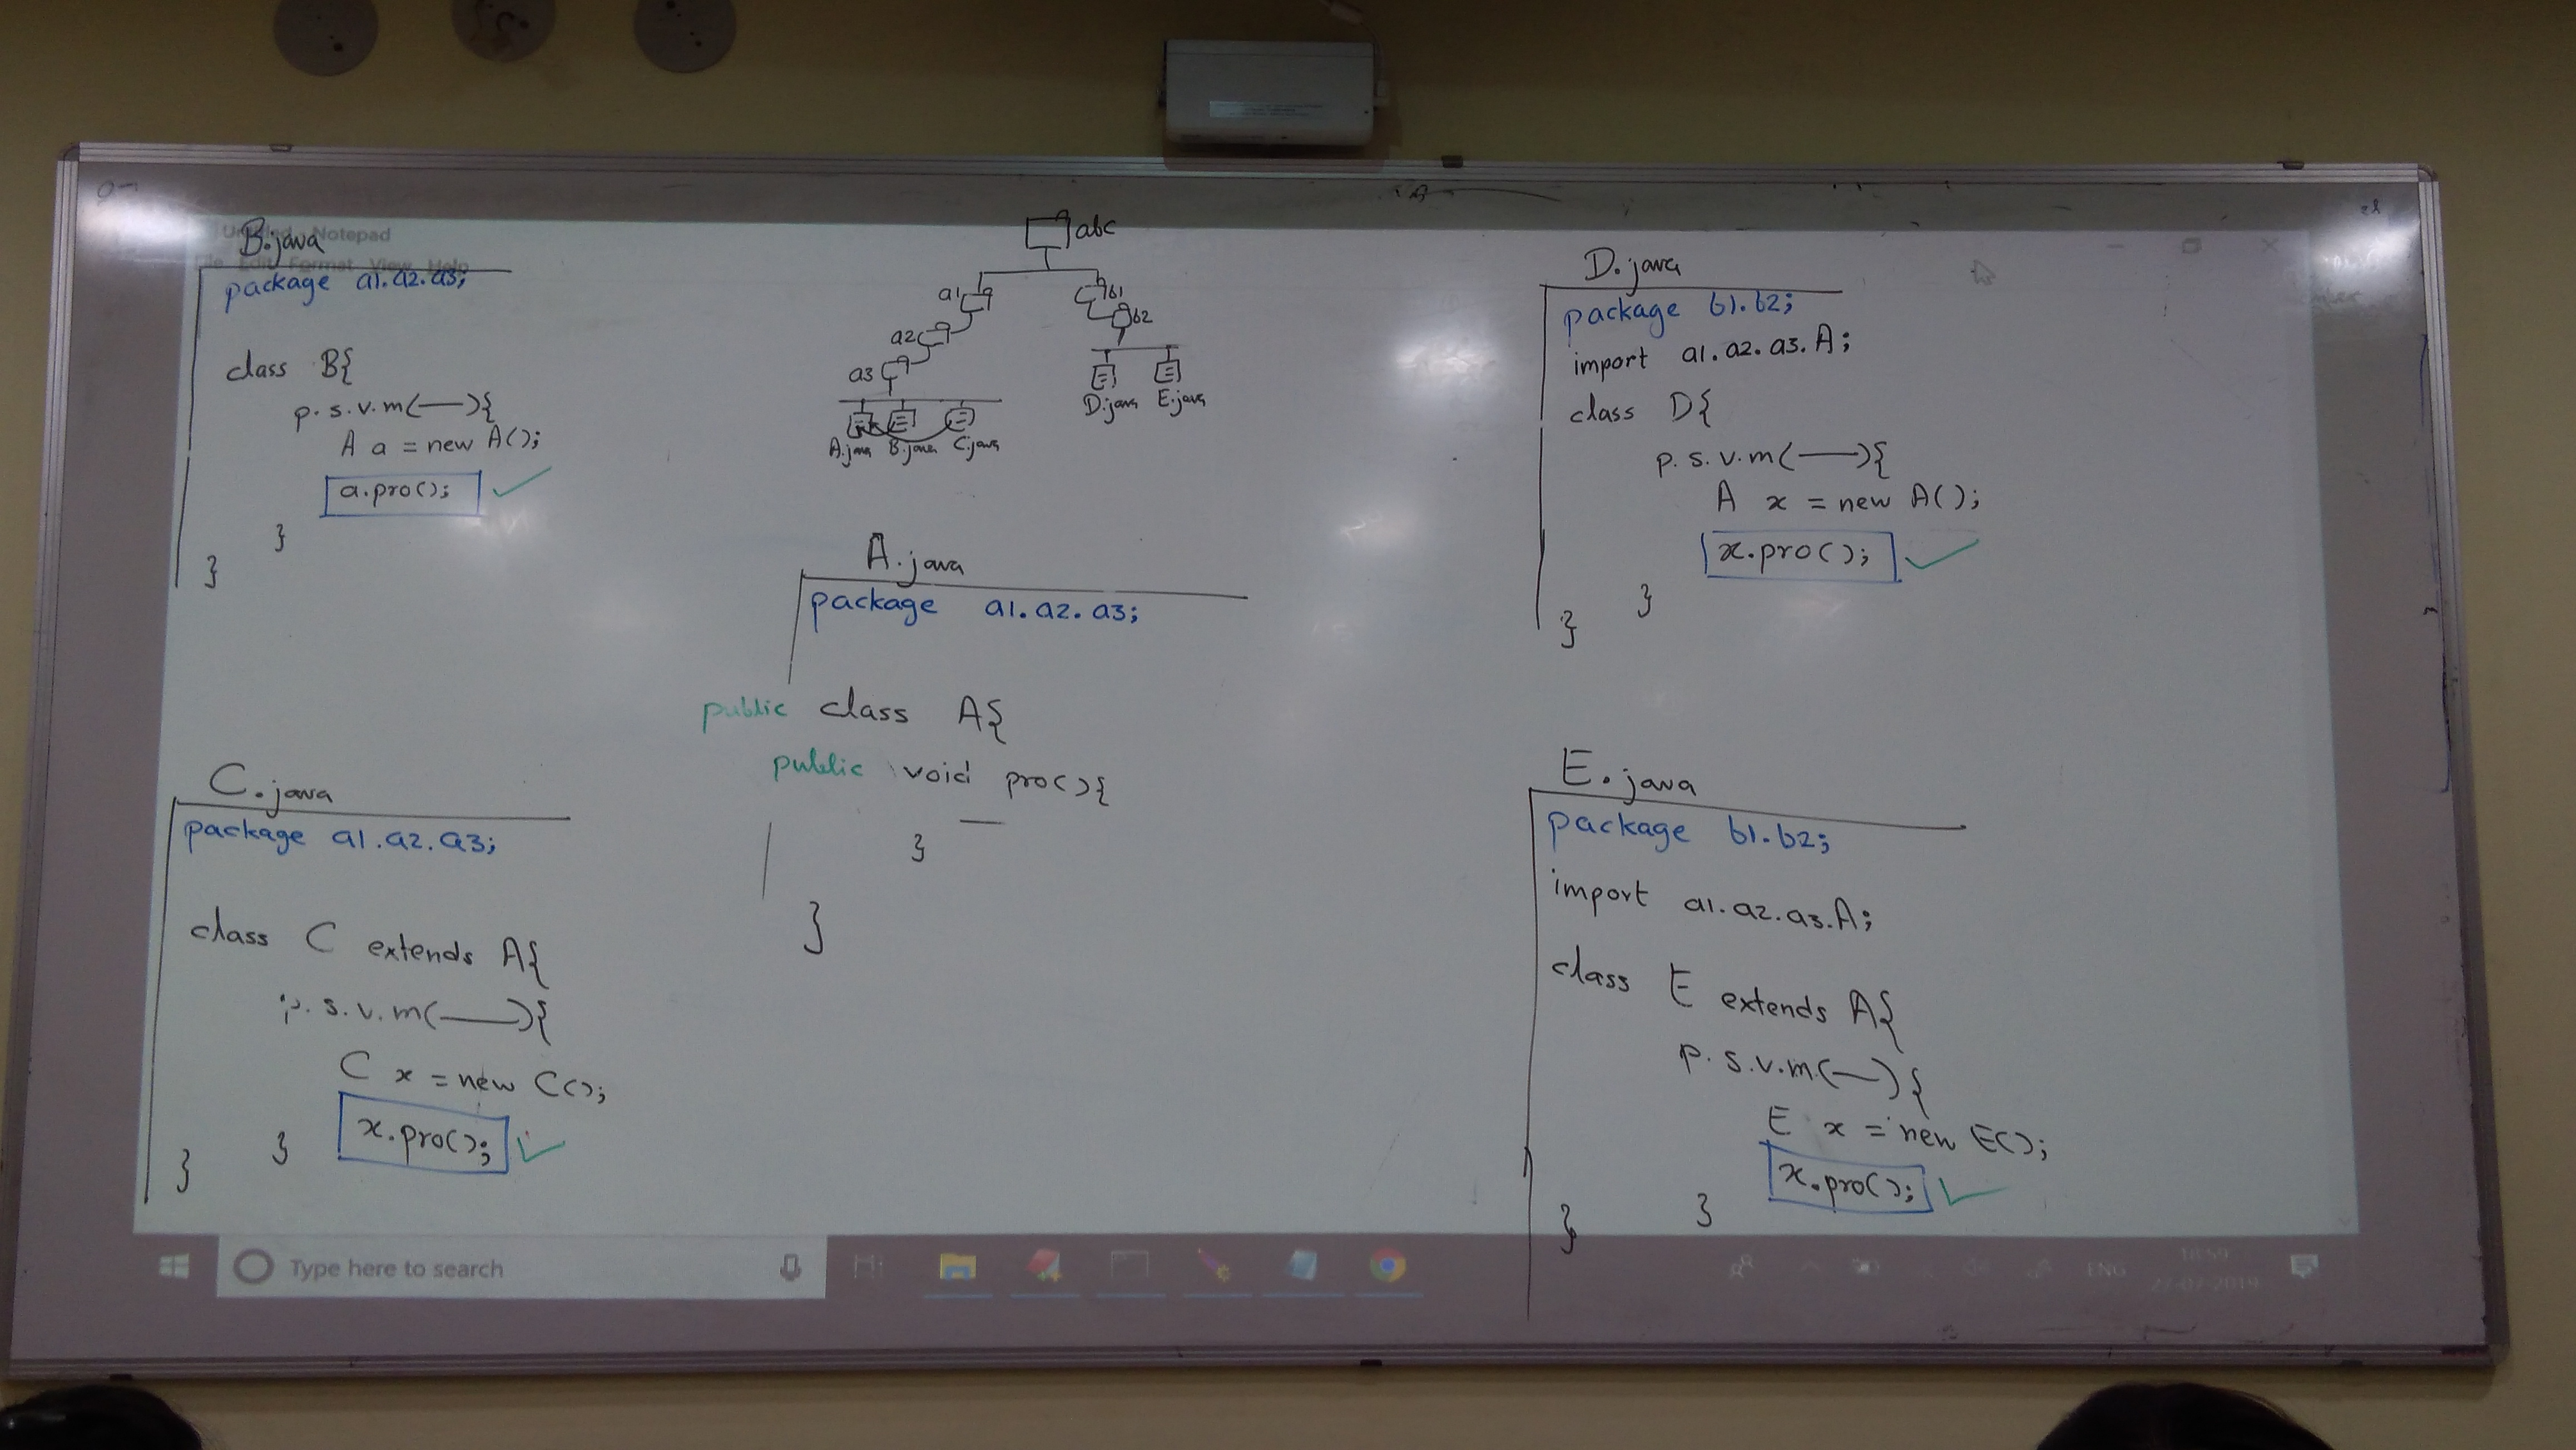 B.java
Untitled - Notepad
File Edit Format View Help
package a1.a2.a3;
class B{
p.s.v.m(—){
A a = new A();
a.pro();
}
}
abc
a1
b1
a2
b2
a3
A.java B.java C.java
D.java E.java
A.java
package a1.a2.a3;
public class A{
public void pro(){
—
}
}
C.java
package a1.a2.a3;
class C extends A{
p.s.v.m(—){
C x = new C();
x.pro();
}
}
D.java
package b1.b2;
import a1.a2.a3.A;
class D{
p.s.v.m(—){
A x = new A();
x.pro();
}
}
E.java
package b1.b2;
import a1.a2.a3.A;
class E extends A{
p.s.v.m(—){
E x = new E();
x.pro();
}
}
Type here to search
ENG
18:59